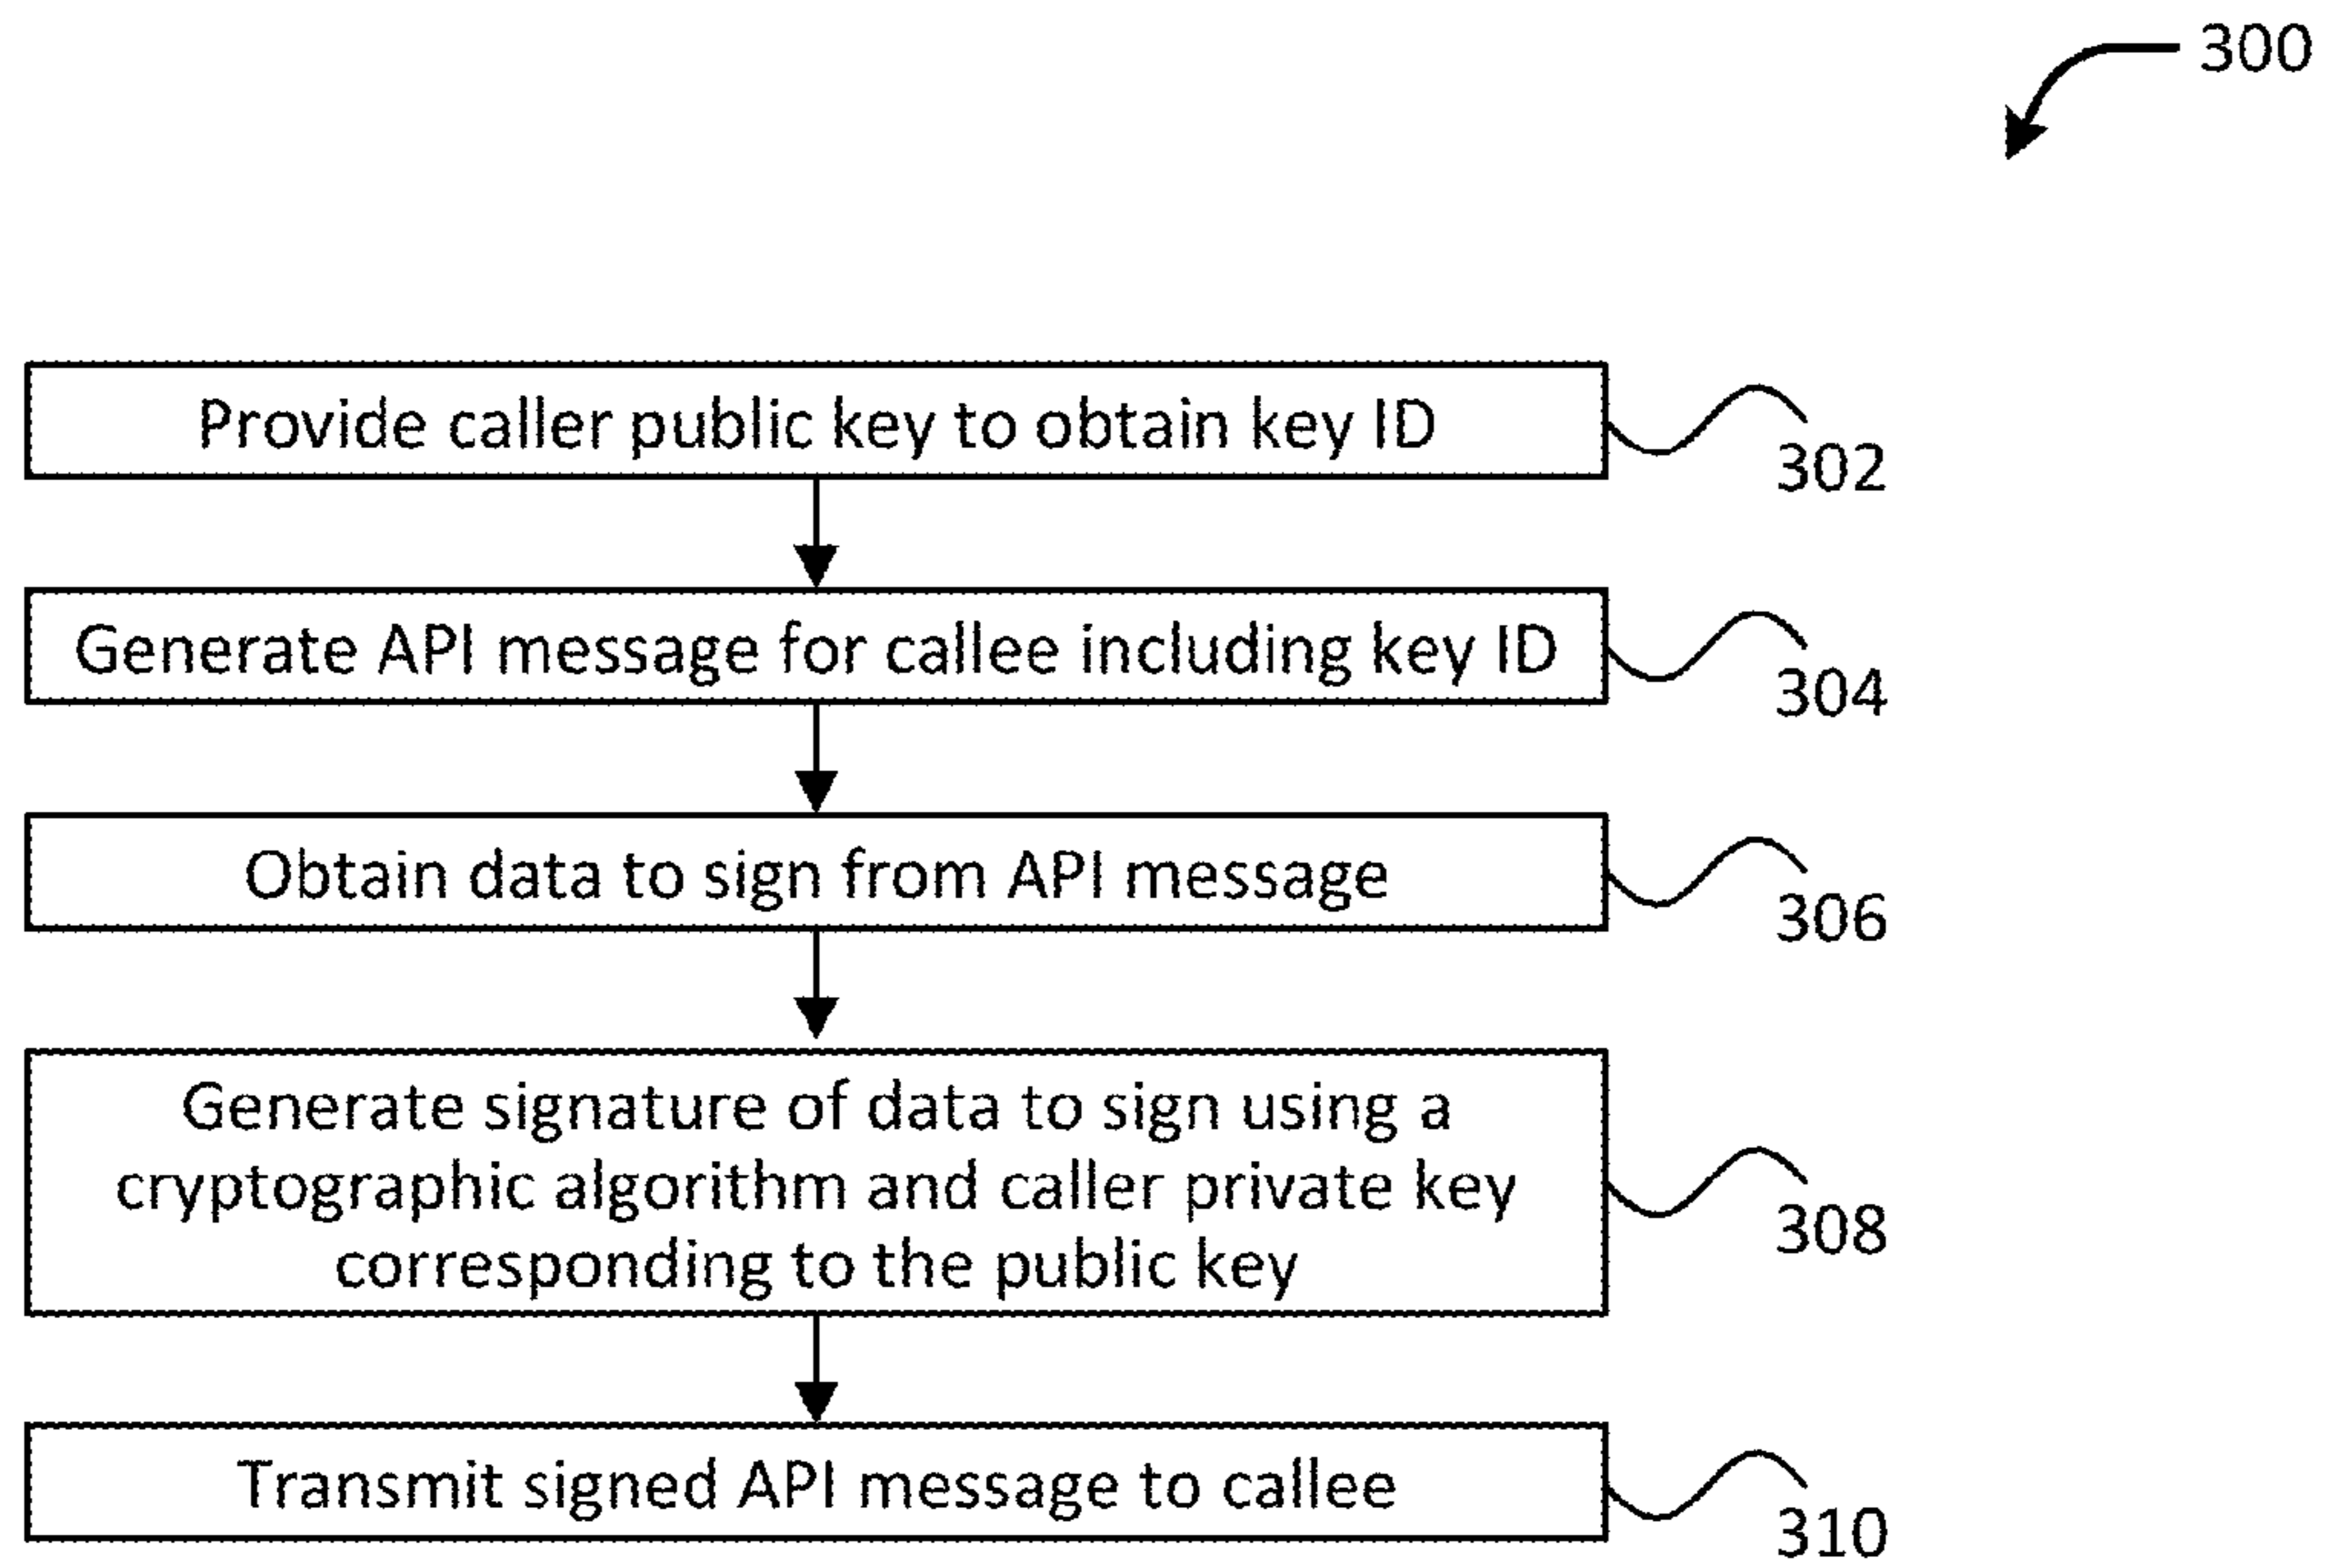 300
Provide caller public key to obtain key ID
302
Generate API message for callee including key ID
304
Obtain data to sign from API message
306
Generate signature of data to sign using a
cryptographic algorithm and caller private key
corresponding to the public key
308
Transmit signed API message to callee
310